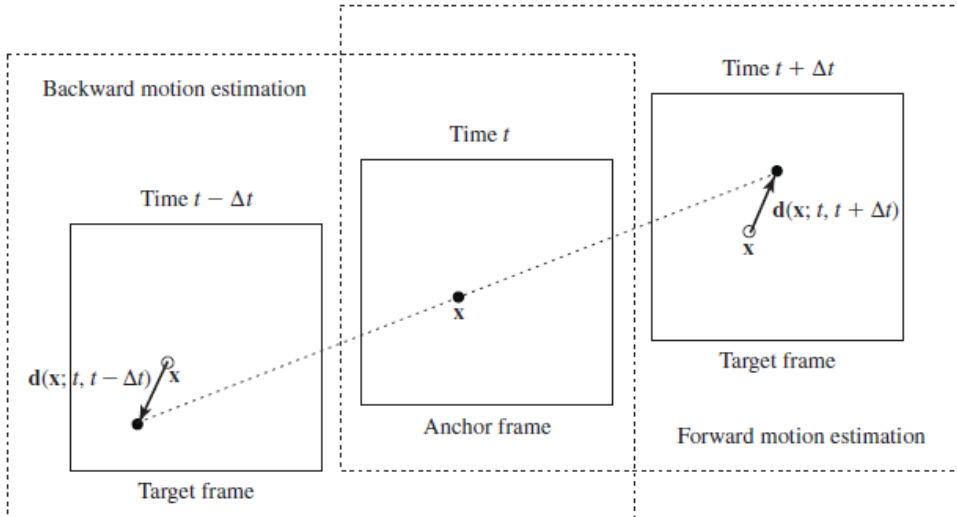 Backward motion estimation
Time t − Δt
d(x; t, t − Δt)
x
Target frame
Time t
x
Anchor frame
Time t + Δt
d(x; t, t + Δt)
x
Target frame
Forward motion estimation